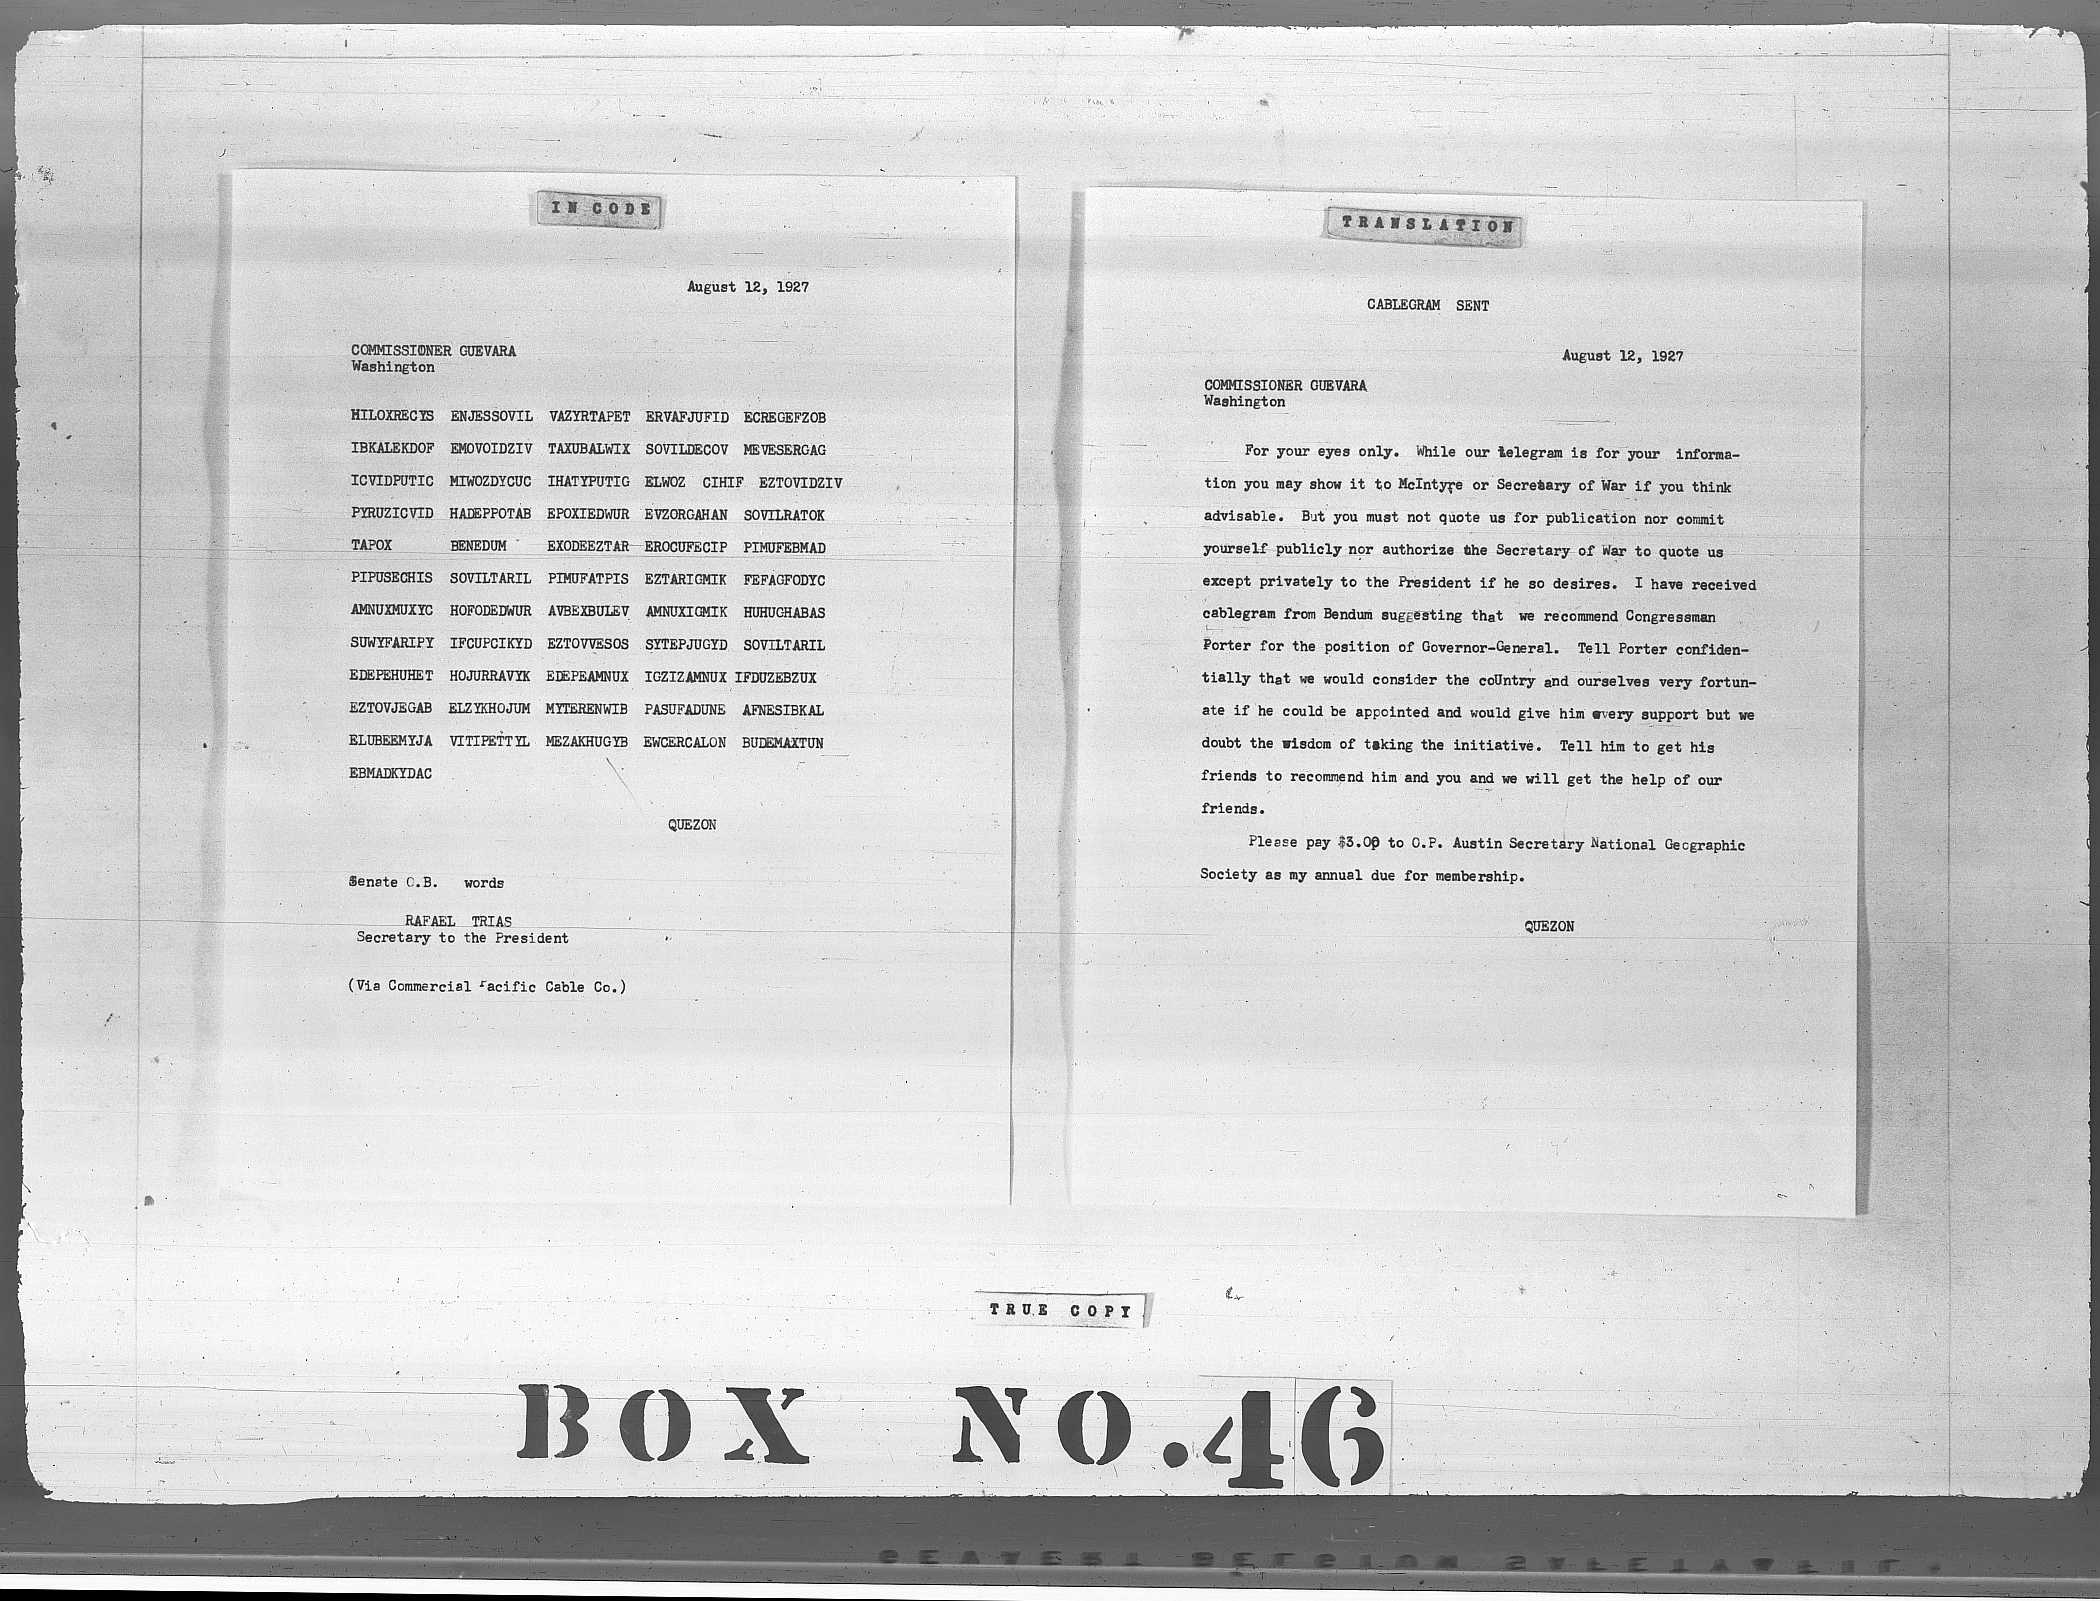 IN CODE
August 12, 1927
COMMISSIONER GUEVARA
Washington
HILOXRECYS ENJESSOVIL VAZYRTAPET ERVAFJUFID ECREGEFZOB
IBKALEKDOF EMOVOIDZIV TAXUBALWIX SOVILDECOV MEVESERGAG
ICVIDPUTIC MIWOZDYCUC IHATYPUTIG ELWOZ CIHIF EZTOVIDZIV
PYRUZICVID HADEPPOTAB EPOXIEDWUR EVZORGAHAN SOVILRATOK
TAPOX BENEDUM EXODEEZTAR EROCUFECIP PIMUFEBMAD
PIPUSECHIS SOVILTARIL PIMUFATPIS EZTARIGMIK FEFAGFODYC
AMNUXMUXYC HOFODEDWUR AVBEXBULEV AMNUXIGMIK HUHUGHABAS
SUWYFARIPY IFCUPCIKYD EZTOVVESOS SYTEPJUGYD SOVILTARIL
EDEPEHUHET HOJURRAVYK EDEPEAMNUX IGZIZAMNUX IFDUZEBZUX
EZTOVJEGAB ELZYKHOJUM MYTERENWIB PASUFADUNE AFNESIBKAL
ELUBEEMYJA VITIPETTYL MEZAKHUGYB EWCERCALON BUDEMAXTUN
EBMADKYDAC
QUEZON
Senate O.B. words
RAFAEL TRIAS
Secretary to the President
(Via Commercial Pacific Cable Co.)
TRANSLATION
CABLEGRAM SENT
August 12, 1927
COMMISSIONER GUEVARA
Washington
For your eyes only. While our telegram is for your informa-
tion you may show it to McIntyre or Secretary of War if you think
advisable. But you must not quote us for publication nor commit
yourself publicly nor authorize the Secretary of War to quote us
except privately to the President if he so desires. I have received
cablegram from Bendum suggesting that we recommend Congressman
Porter for the position of Governor-General. Tell Porter confiden-
tially that we would consider the coUntry and ourselves very fortun-
ate if he could be appointed and would give him every support but we
doubt the wisdom of taking the initiative. Tell him to get his
friends to recommend him and you and we will get the help of our
friends.
Please pay $3.00 to O.P. Austin Secretary National Geographic
Society as my annual due for membership.
QUEZON
TRUE COPY
BOX NO.46